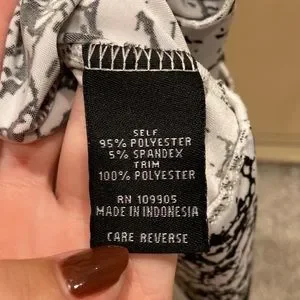 SELF
95% POLYESTER
5% SPANDEX
TRIM
100% POLYESTER
RN 109905
MADE IN INDONESIA
CARE REVERSE